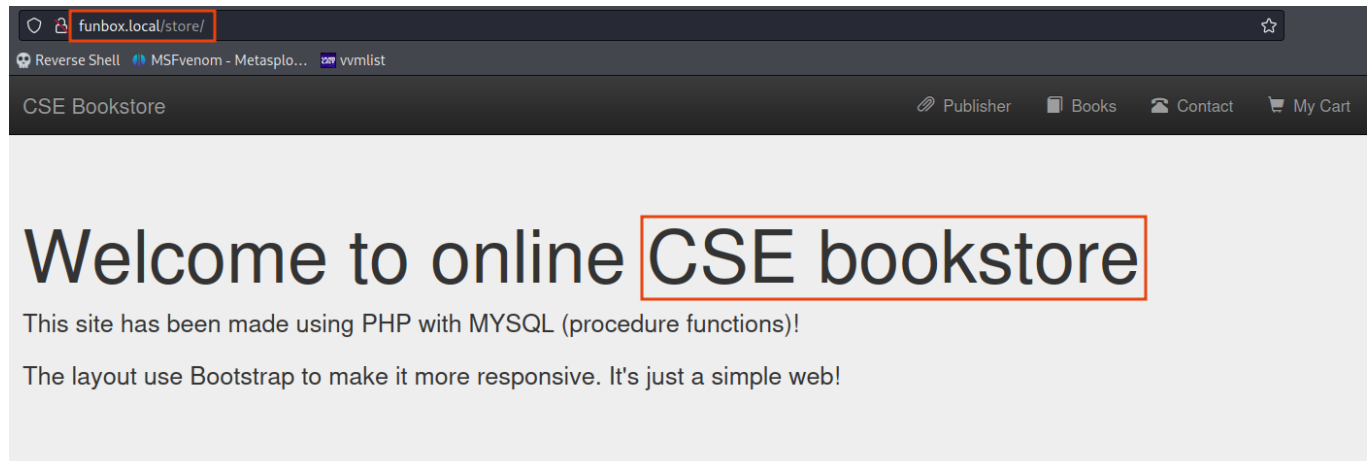 funbox.local/store/
Reverse Shell MSFvenom - Metasplo... vvmlist
CSE Bookstore Publisher Books Contact My Cart
Welcome to online CSE bookstore
This site has been made using PHP with MYSQL (procedure functions)!
The layout use Bootstrap to make it more responsive. It's just a simple web!